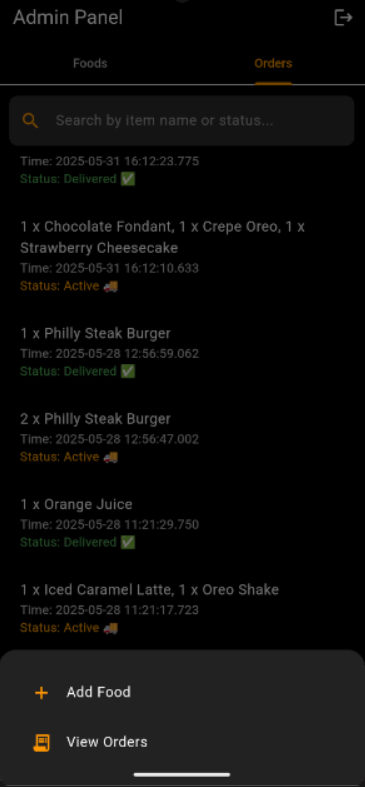 Admin Panel
Foods
Orders
Search by item name or status...
Time: 2025-05-31 16:12:23.775
Status: Delivered ✅
1 x Chocolate Fondant, 1 x Crepe Oreo, 1 x
Strawberry Cheesecake
Time: 2025-05-31 16:12:10.633
Status: Active 🚚
1 x Philly Steak Burger
Time: 2025-05-28 12:56:59.062
Status: Delivered ✅
2 x Philly Steak Burger
Time: 2025-05-28 12:56:47.002
Status: Active 🚚
1 x Orange Juice
Time: 2025-05-28 11:21:29.750
Status: Delivered ✅
1 x Iced Caramel Latte, 1 x Oreo Shake
Time: 2025-05-28 11:21:17.723
Status: Active 🚚
Add Food
View Orders